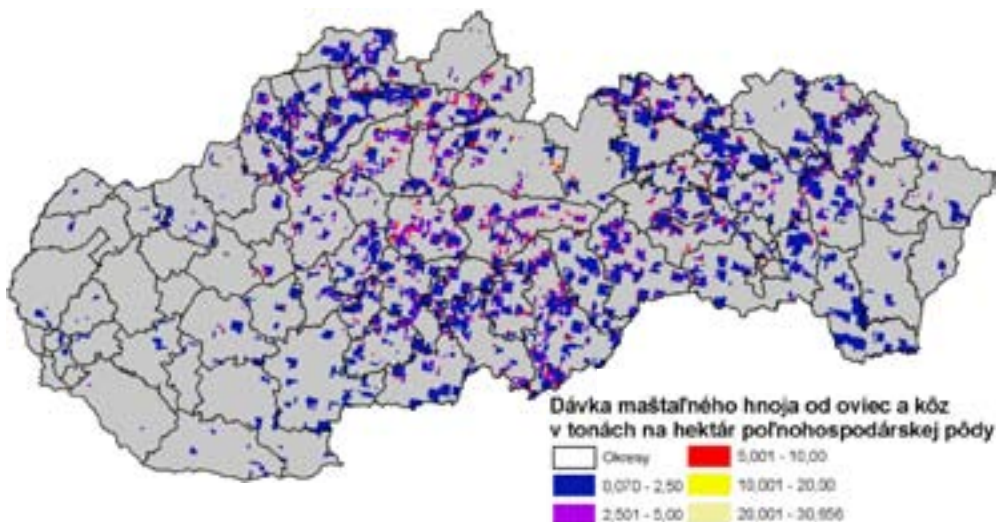 Dávka maštaľného hnoja od oviec a kôz
v tonách na hektár poľnohospodárskej pôdy
Okresy
0,070 - 2,50
2,501 - 5,00
5,001 - 10,00
10,001 - 20,00
20,001 - 30,656